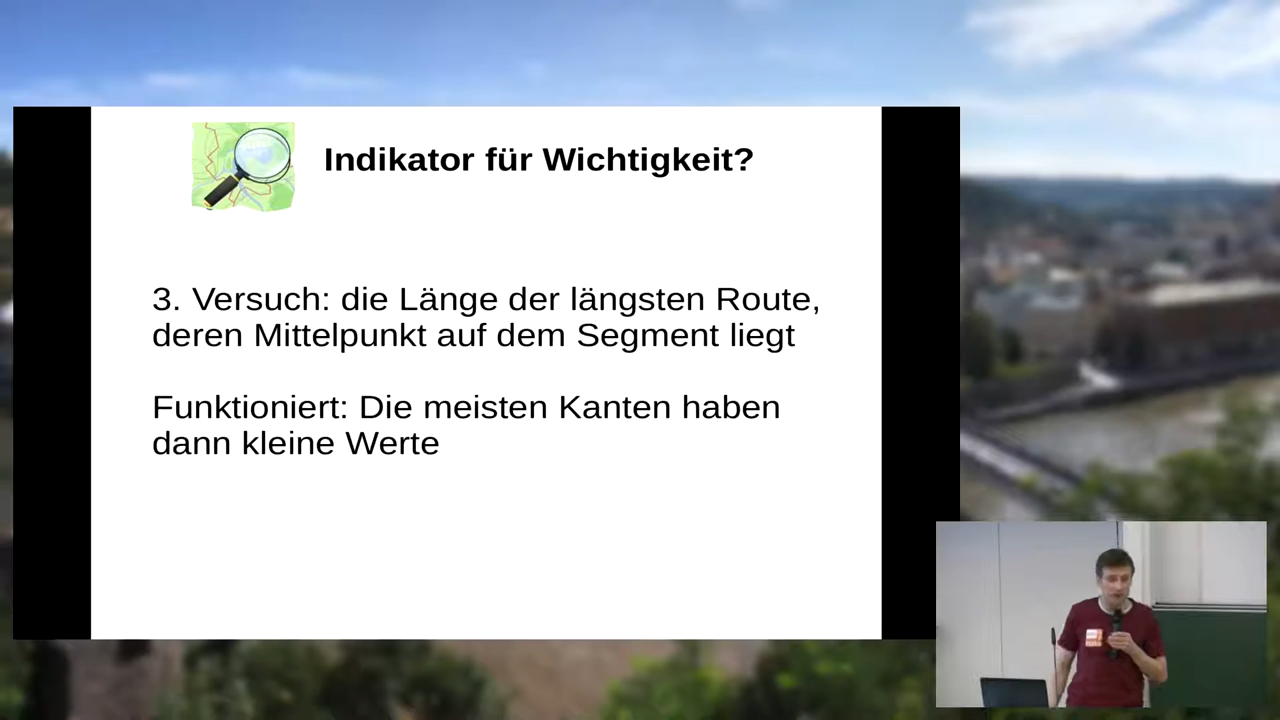 Indikator für Wichtigkeit?
3. Versuch: die Länge der längsten Route,
deren Mittelpunkt auf dem Segment liegt
Funktioniert: Die meisten Kanten haben
dann kleine Werte